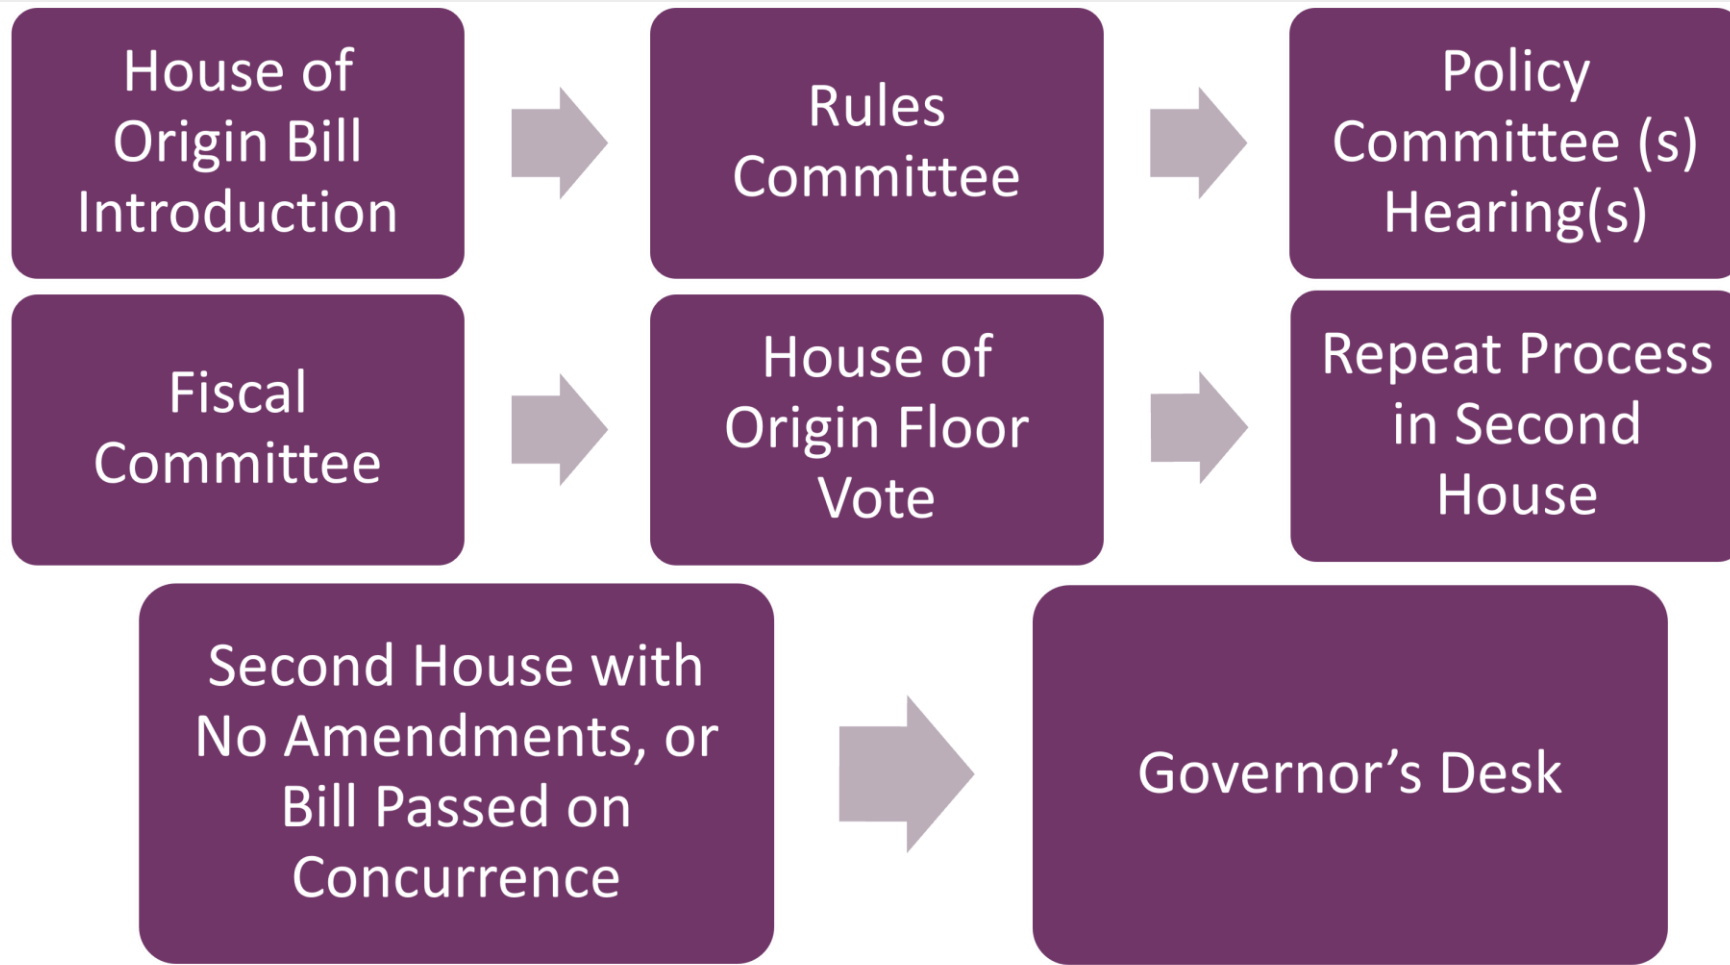 House of
Origin Bill
Introduction
Rules
Committee
Policy
Committee (s)
Hearing(s)
Fiscal
Committee
House of
Origin Floor
Vote
Repeat Process
in Second
House
Second House with
No Amendments, or
Bill Passed on
Concurrence
Governor’s Desk